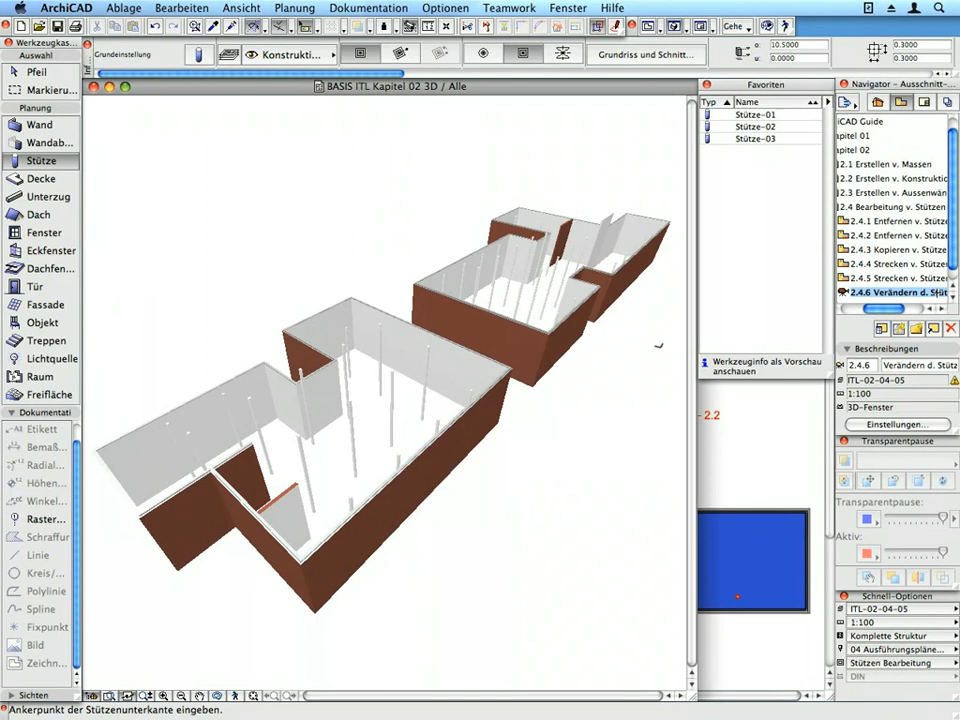 ArchiCAD Ablage Bearbeiten Ansicht Planung Dokumentation Optionen Teamwork Fenster Hilfe
Gehe
Werkzeugkas...
Auswahl
Pfeil
Markieru...
Planung
Wand
Wandab...
Stütze
Decke
Unterzug
Dach
Fenster
Eckfenster
Dachfen...
Tür
Fassade
Objekt
Treppen
Lichtquelle
Raum
Freifläche
Dokumentati
Etikett
Bemaß...
Radial...
Höhen...
Winkel...
Raster...
Schraffur
Linie
Kreis/...
Polylinie
Spline
Fixpunkt
Bild
Zeichn...
Sichten
Grundeinstellung
Konstrukti...
Grundriss und Schnitt...
10.5000
0.0000
0.3000
0.3000
BASIS ITL Kapitel 02 3D / Alle
Favoriten
Typ Name
Stütze-01
Stütze-02
Stütze-03
Werkzeuginfo als Vorschau
anschauen
2.2
Navigator - Ausschnitt-...
iCAD Guide
apitel 01
apitel 02
2.1 Erstellen v. Massen
2.2 Erstellen v. Konstruktio
2.3 Erstellen v. Aussenwän
2.4 Bearbeitung v. Stützen
2.4.1 Entfernen v. Stütze
2.4.2 Entfernen v. Stütze
2.4.3 Kopieren v. Stütze
2.4.4 Strecken v. Stützen
2.4.5 Strecken v. Stützen
2.4.6 Verändern d. Stüt
Beschreibungen
2.4.6 Verändern d. Stütz
ITL-02-04-05
1:100
3D-Fenster
Einstellungen...
Transparentpause
Transparentpause:
Aktiv:
Schnell-Optionen
ITL-02-04-05
1:100
Komplette Struktur
04 Ausführungspläne...
Stützen Bearbeitung
DIN
Ankerpunkt der Stützenunterkante eingeben.